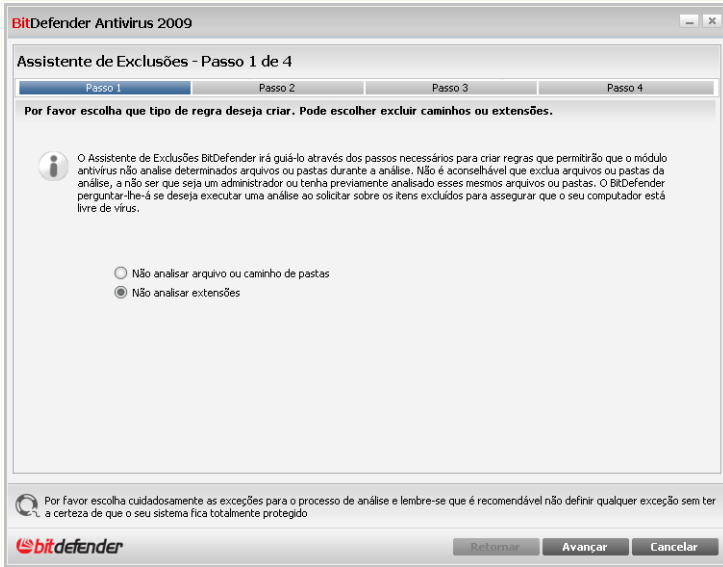 BitDefender Antivirus 2009
Assistente de Exclusões - Passo 1 de 4
Passo 1 Passo 2 Passo 3 Passo 4
Por favor escolha que tipo de regra deseja criar. Pode escolher excluir caminhos ou extensões.
O Assistente de Exclusões BitDefender irá guiá-lo através dos passos necessários para criar regras que permitirão que o módulo
antivírus não analise determinados arquivos ou pastas durante a análise. Não é aconselhável que exclua arquivos ou pastas da
análise, a não ser que seja um administrador ou tenha previamente analisado esses mesmos arquivos ou pastas. O BitDefender
perguntar-lhe-á se deseja executar uma análise ao solicitar sobre os itens excluídos para assegurar que o seu computador está
livre de vírus.
Não analisar arquivo ou caminho de pastas
Não analisar extensões
Por favor escolha cuidadosamente as exceções para o processo de análise e lembre-se que é recomendável não definir qualquer exceção sem ter
a certeza de que o seu sistema fica totalmente protegido
bitdefender
Retornar Avançar Cancelar